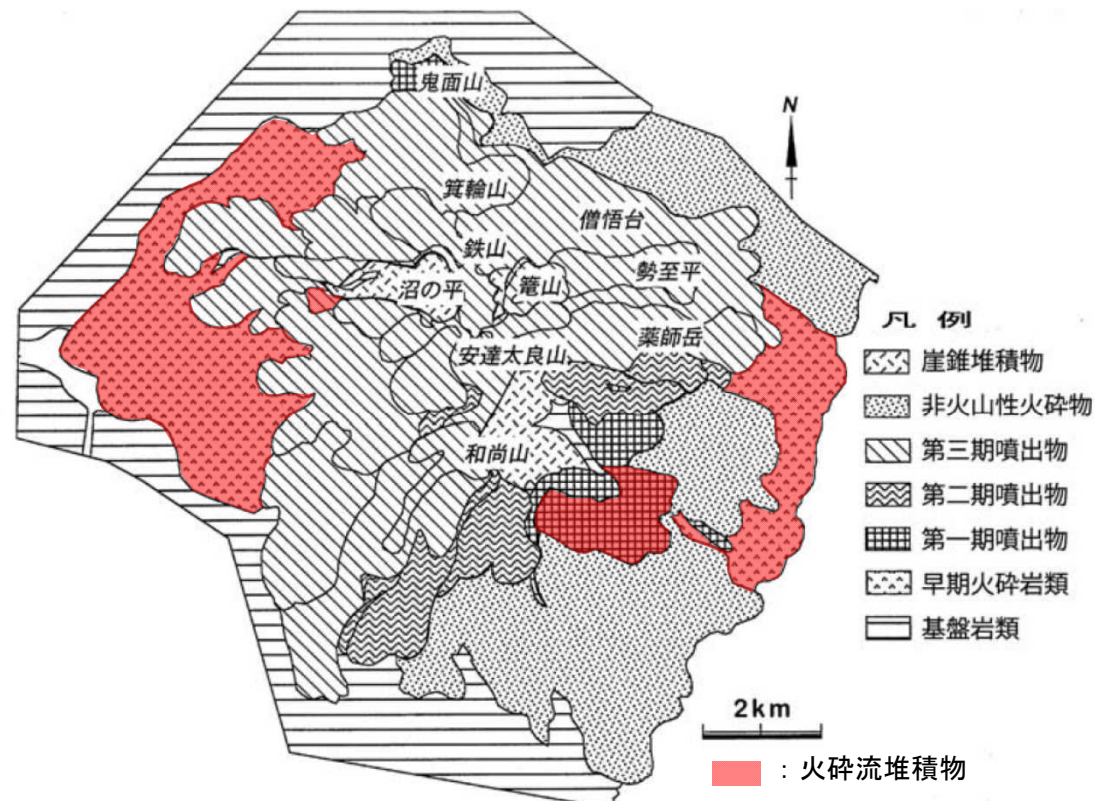 鬼面山
N
箕輪山
僧悟台
鉄山
勢至平
沼の平
篭山
薬師岳
安達太良山
和尚山
凡 例
崖錐堆積物
非火山性火砕物
第三期噴出物
第二期噴出物
第一期噴出物
早期火砕岩類
基盤岩類
2km
：火砕流堆積物